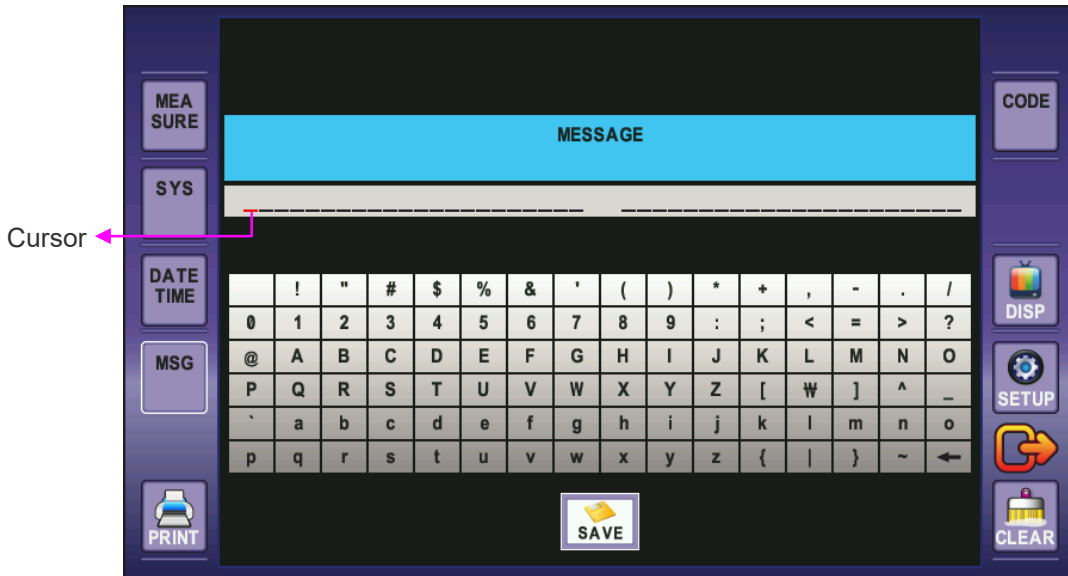 MEA
SURE
CODE
MESSAGE
SYS
Cursor
DATE
TIME
! " # $ % & ' ( ) * + , - . /
DISP
0 1 2 3 4 5 6 7 8 9 : ; < = > ?
MSG
@ A B C D E F G H I J K L M N O
P Q R S T U V W X Y Z [ ₩ ] ^ _
SETUP
` a b c d e f g h i j k l m n o
p q r s t u v w x y z { | } ~ ←
PRINT
SAVE
CLEAR